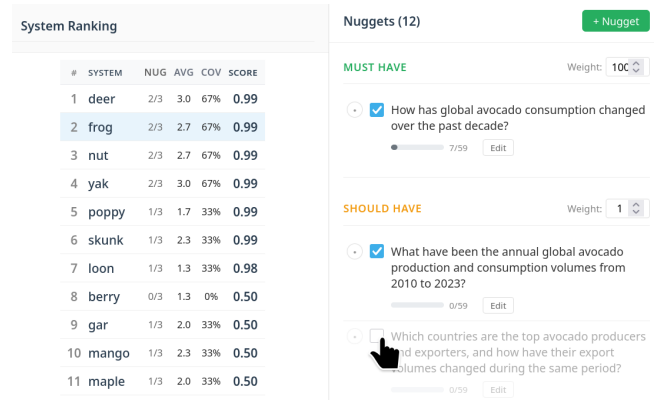 System Ranking
# SYSTEM NUG AVG COV SCORE
1 deer 2/3 3.0 67% 0.99
2 frog 2/3 2.7 67% 0.99
3 nut 2/3 2.7 67% 0.99
4 yak 2/3 3.0 67% 0.99
5 poppy 1/3 1.7 33% 0.99
6 skunk 1/3 2.3 33% 0.99
7 loon 1/3 1.3 33% 0.98
8 berry 0/3 1.3 0% 0.50
9 gar 1/3 2.0 33% 0.50
10 mango 1/3 2.3 33% 0.50
11 maple 1/3 2.0 33% 0.50
Nuggets (12)
+ Nugget
MUST HAVE Weight: 100
How has global avocado consumption changed
over the past decade?
7/59 Edit
SHOULD HAVE Weight: 1
What have been the annual global avocado
production and consumption volumes from
2010 to 2023?
0/59 Edit
Which countries are the top avocado producers
and exporters, and how have their export
volumes changed during the same period?
0/59 Edit